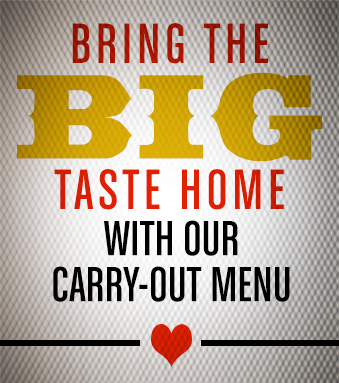 BRING THE
BIG
TASTE HOME
WITH OUR
CARRY-OUT MENU